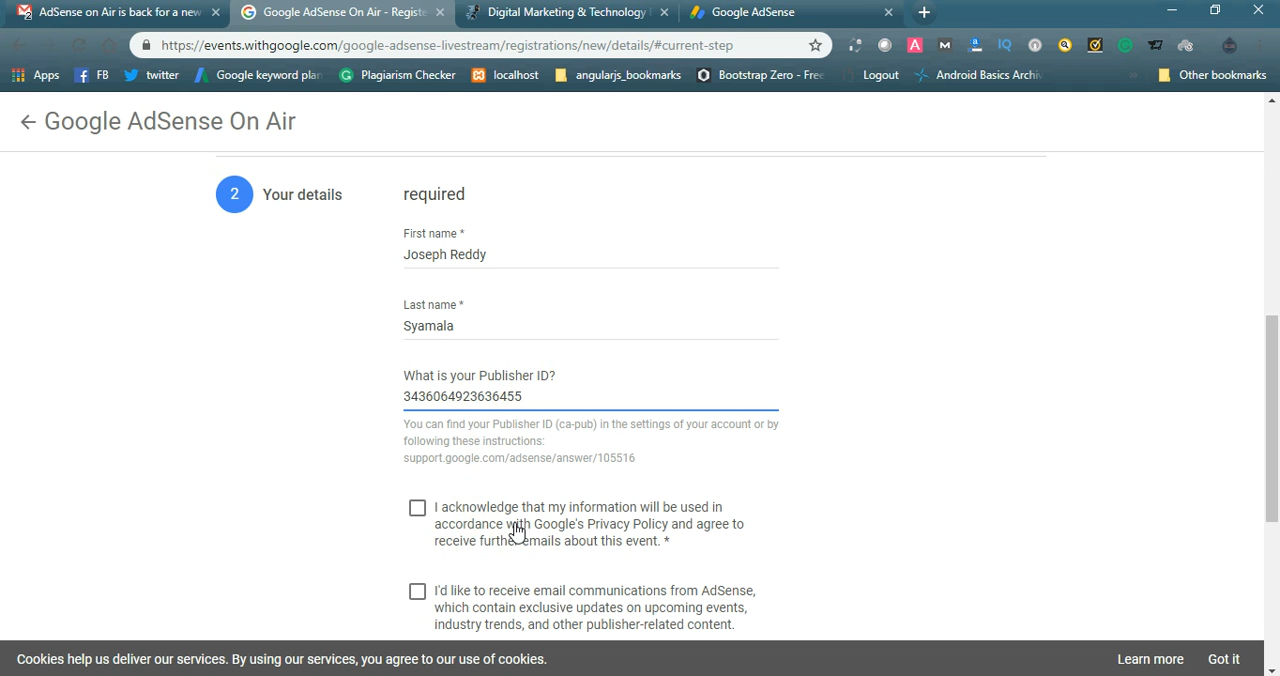 AdSense on Air is back for a new
Google AdSense On Air - Registe
Digital Marketing & Technology
Google AdSense
https://events.withgoogle.com/google-adsense-livestream/registrations/new/details/#current-step
Apps
FB
twitter
Google keyword plan
Plagiarism Checker
localhost
angularjs_bookmarks
Bootstrap Zero - Free
Logout
Android Basics Archiv
Other bookmarks
← Google AdSense On Air
2 Your details
required
First name *
Joseph Reddy
Last name *
Syamala
What is your Publisher ID?
3436064923636455
You can find your Publisher ID (ca-pub) in the settings of your account or by
following these instructions:
support.google.com/adsense/answer/105516
I acknowledge that my information will be used in
accordance with Google's Privacy Policy and agree to
receive further emails about this event. *
I'd like to receive email communications from AdSense,
which contain exclusive updates on upcoming events,
industry trends, and other publisher-related content.
Cookies help us deliver our services. By using our services, you agree to our use of cookies.
Learn more
Got it